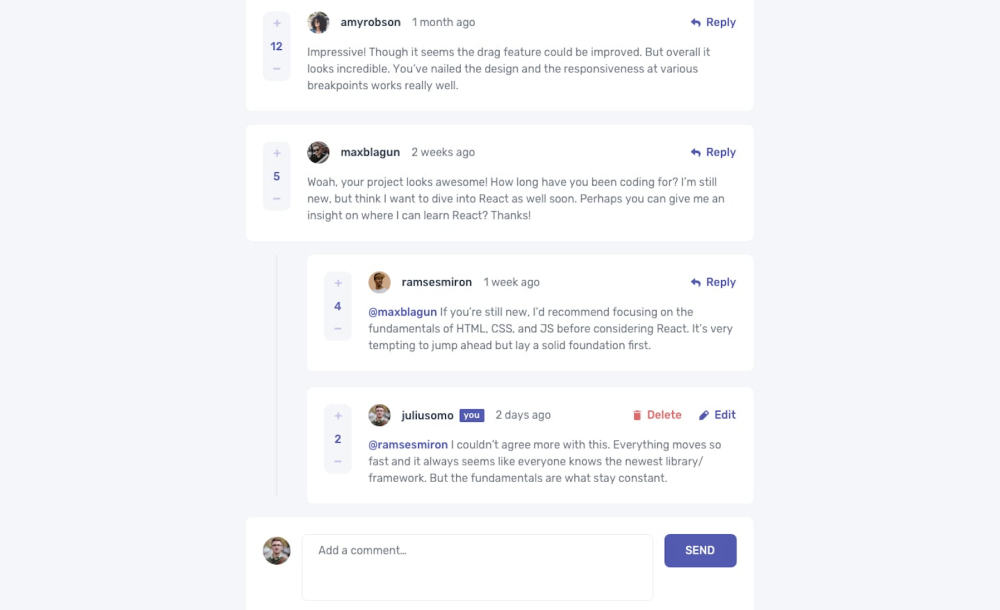 +
amyrobson 1 month ago Reply
12
Impressive! Though it seems the drag feature could be improved. But overall it
looks incredible. You’ve nailed the design and the responsiveness at various
breakpoints works really well.
−
+
maxblagun 2 weeks ago Reply
5
Woah, your project looks awesome! How long have you been coding for? I’m still
new, but think I want to dive into React as well soon. Perhaps you can give me an
insight on where I can learn React? Thanks!
−
+
ramsesmiron 1 week ago Reply
4
@maxblagun If you’re still new, I’d recommend focusing on the
fundamentals of HTML, CSS, and JS before considering React. It’s very
tempting to jump ahead but lay a solid foundation first.
−
+
juliusomo you 2 days ago Delete Edit
2
@ramsesmiron I couldn’t agree more with this. Everything moves so
fast and it always seems like everyone knows the newest library/
framework. But the fundamentals are what stay constant.
−
Add a comment… SEND